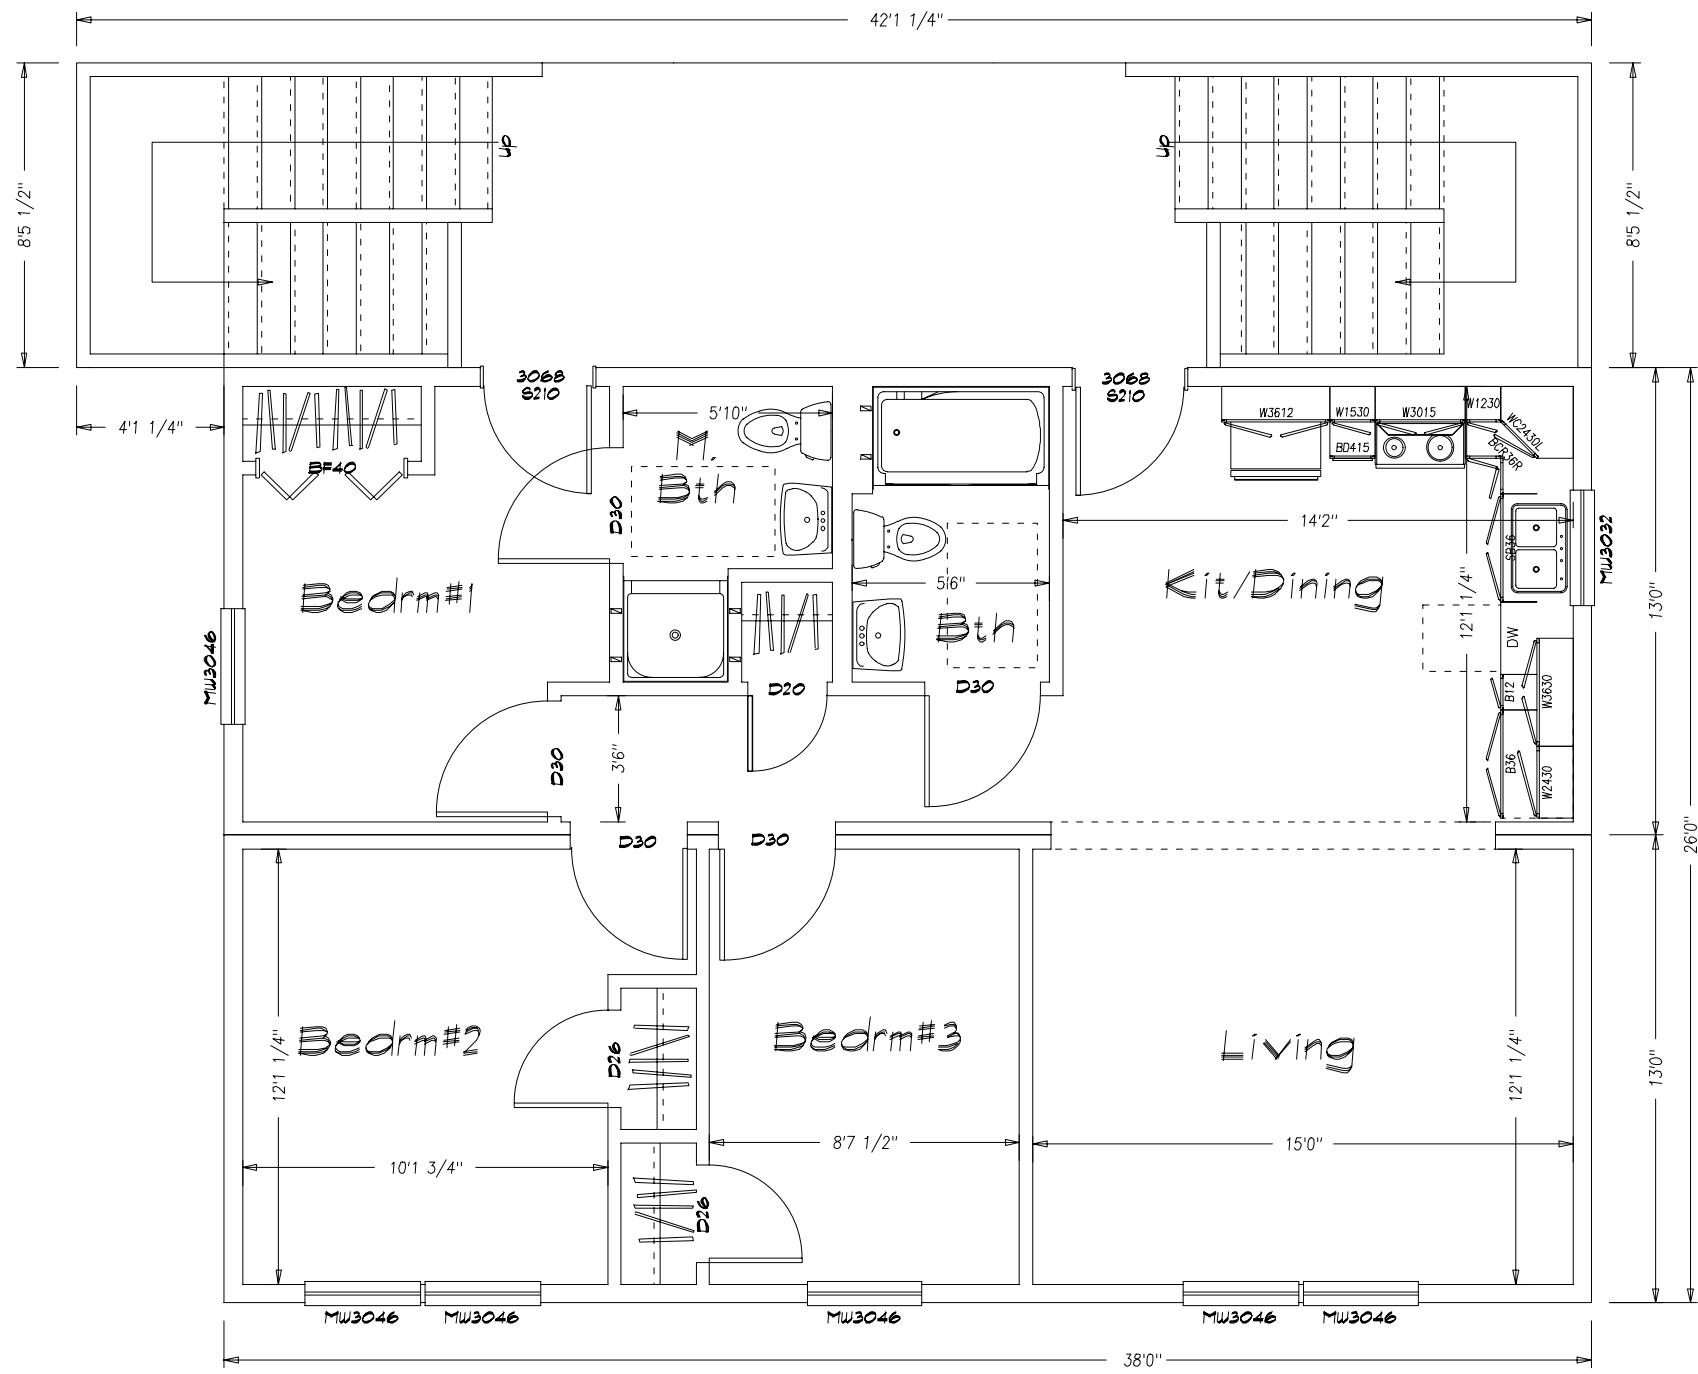 42'1 1/4"
up
up
8'5 1/2"
8'5 1/2"
3068
S210
3068
S210
4'1 1/4"
5'10"
M.
Bth
BF40
D30
W3612
W1530
W3015
W1230
WC2430L
BD415
BCR36R
14'2"
SB36
MW3032
Bedrm#1
5'6"
Bth
Kit/Dining
12'1 1/4"
13'0"
DW
MW3046
D20
D30
B12
W3630
D30
3'6"
B36
W2430
D30
D30
26'0"
Bedrm#2
12'1 1/4"
D26
Bedrm#3
Living
12'1 1/4"
13'0"
10'1 3/4"
8'7 1/2"
15'0"
D26
MW3046
MW3046
MW3046
MW3046
MW3046
38'0"